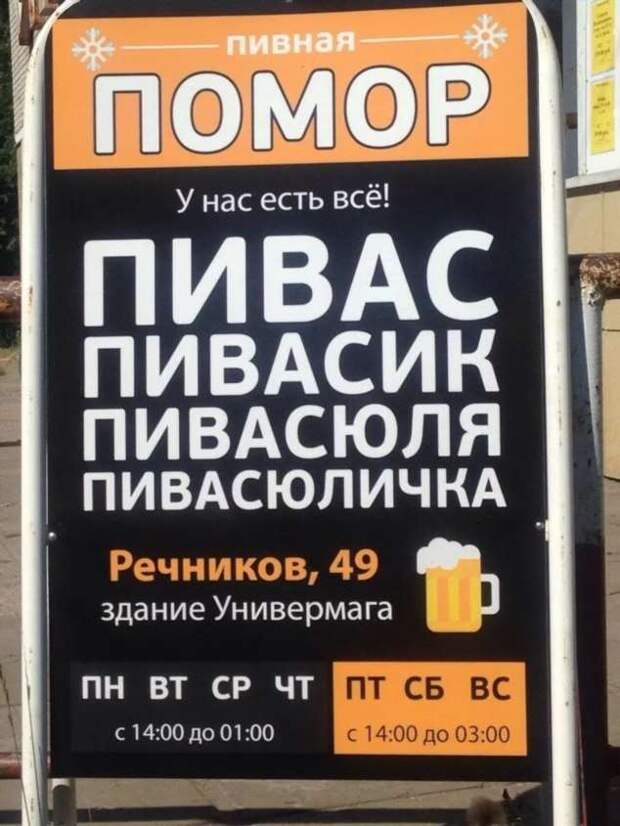 пивная
ПОМОР
У нас есть всё!
ПИВАС
ПИВАСИК
ПИВАСЮЛЯ
ПИВАСЮЛИЧКА
Речников, 49
здание Универмага
ПН ВТ СР ЧТ ПТ СБ ВС
с 14:00 до 01:00 с 14:00 до 03:00